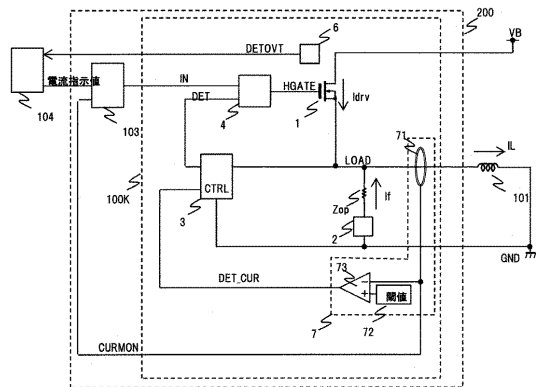 200
6
VB
DETOVT
電流指示値
IN
DET
HGATE
Idrv
104
103
4
1
71
IL
LOAD
CTRL
100K
3
Zop
If
2
101
GND
DET_CUR
73
-
+
閾値
72
7
CURMON